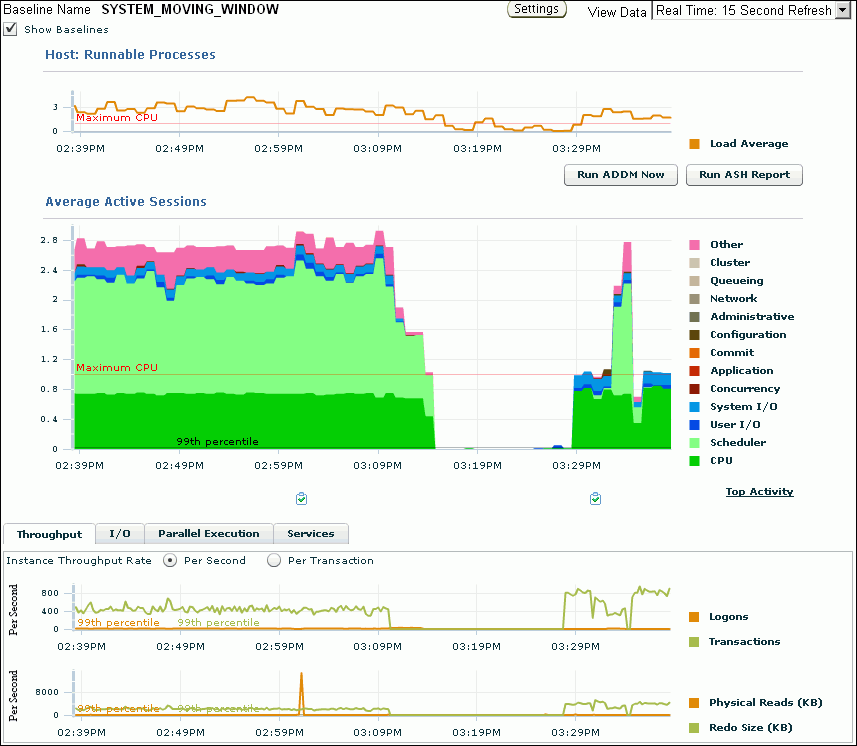 Baseline Name SYSTEM_MOVING_WINDOW Settings View Data Real Time: 15 Second Refresh
Show Baselines
Host: Runnable Processes
3
Maximum CPU
0
02:39PM 02:49PM 02:59PM 03:09PM 03:19PM 03:29PM
Load Average
Run ADDM Now Run ASH Report
Average Active Sessions
2.8
2.4
2
1.6
1.2
Maximum CPU
0.8
0.4
99th percentile
0
02:39PM 02:49PM 02:59PM 03:09PM 03:19PM 03:29PM
Other
Cluster
Queueing
Network
Administrative
Configuration
Commit
Application
Concurrency
System I/O
User I/O
Scheduler
CPU
Top Activity
Throughput I/O Parallel Execution Services
Instance Throughput Rate Per Second Per Transaction
Per Second
800
400
99th percentile 99th percentile
0
02:39PM 02:49PM 02:59PM 03:09PM 03:19PM 03:29PM
Logons
Transactions
Per Second
8000
99th percentile 99th percentile
0
02:39PM 02:49PM 02:59PM 03:09PM 03:19PM 03:29PM
Physical Reads (KB)
Redo Size (KB)